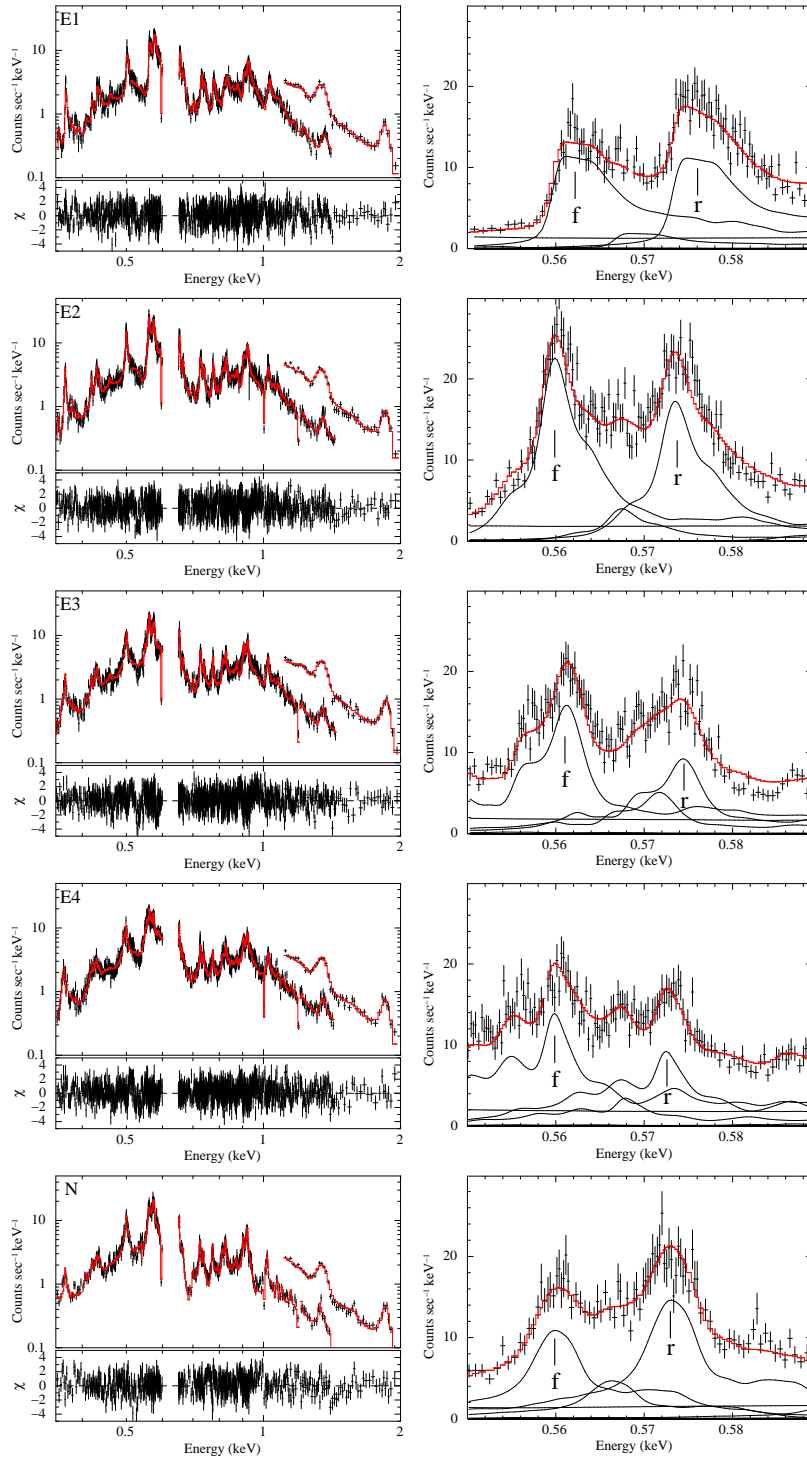 E1
10
1
0.1
Counts sec⁻¹ keV⁻¹
4
2
0
−2
−4
χ
0.5
1
2
Energy (keV)
20
10
0
Counts sec⁻¹ keV⁻¹
f
r
0.56
0.57
0.58
Energy (keV)
E2
10
1
0.1
Counts sec⁻¹ keV⁻¹
4
2
0
−2
−4
χ
0.5
1
2
Energy (keV)
20
10
0
Counts sec⁻¹ keV⁻¹
f
r
0.56
0.57
0.58
Energy (keV)
E3
10
1
0.1
Counts sec⁻¹ keV⁻¹
4
2
0
−2
−4
χ
0.5
1
2
Energy (keV)
20
10
0
Counts sec⁻¹ keV⁻¹
f
r
0.56
0.57
0.58
Energy (keV)
E4
10
1
0.1
Counts sec⁻¹ keV⁻¹
4
2
0
−2
−4
χ
0.5
1
2
Energy (keV)
20
10
0
Counts sec⁻¹ keV⁻¹
f
r
0.56
0.57
0.58
Energy (keV)
N
10
1
0.1
Counts sec⁻¹ keV⁻¹
4
2
0
−2
−4
χ
0.5
1
2
Energy (keV)
20
10
0
Counts sec⁻¹ keV⁻¹
f
r
0.56
0.57
0.58
Energy (keV)